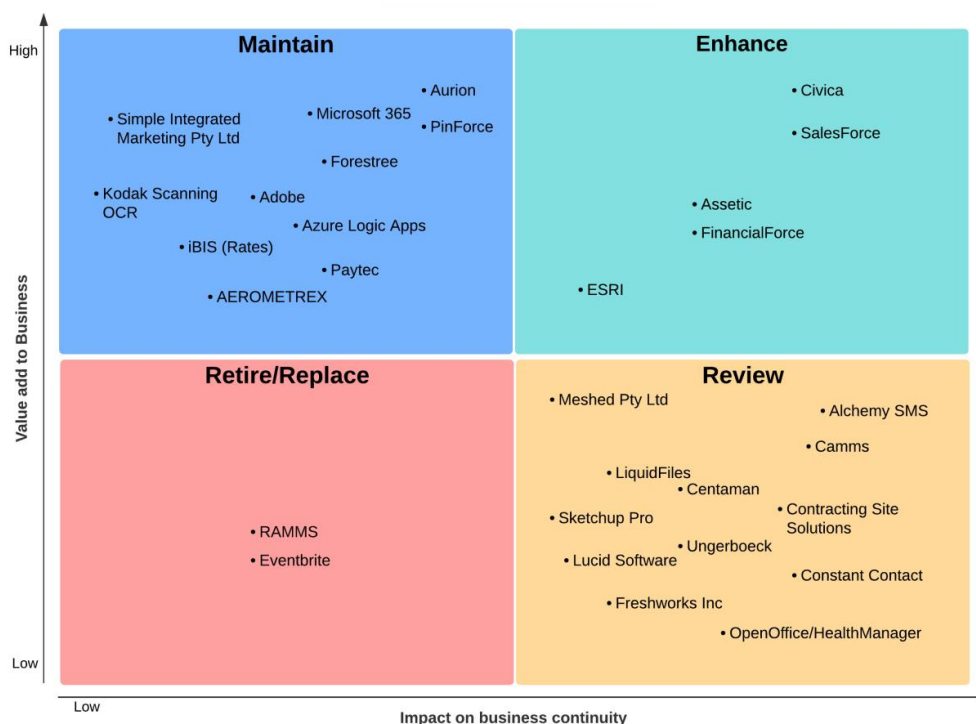 High
Maintain
Enhance
• Aurion
• Civica
• Simple Integrated
Marketing Pty Ltd
• Microsoft 365
• PinForce
• SalesForce
• Forestree
• Kodak Scanning
OCR
• Adobe
• Assetic
• Azure Logic Apps
• FinancialForce
• iBIS (Rates)
• Paytec
• AEROMETREX
• ESRI
Value add to Business
Retire/Replace
Review
• Meshed Pty Ltd
• Alchemy SMS
• Camms
• LiquidFiles
• Centaman
• Contracting Site
Solutions
• Sketchup Pro
• RAMMS
• Ungerboeck
• Eventbrite
• Lucid Software
• Constant Contact
• Freshworks Inc
• OpenOffice/HealthManager
Low
Low
Impact on business continuity